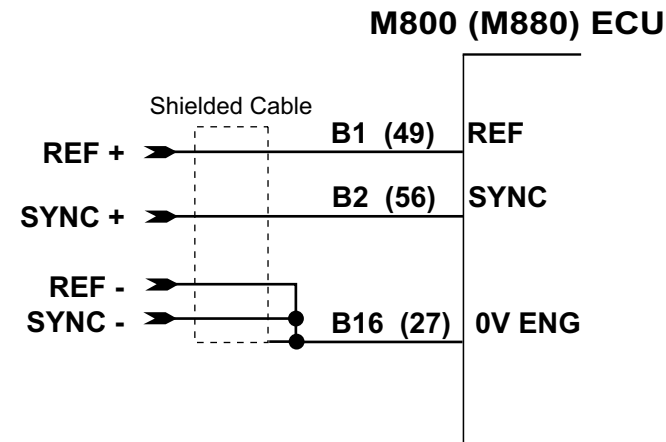 M800 (M880) ECU
Shielded Cable
REF + B1 (49) REF
SYNC + B2 (56) SYNC
REF -
SYNC - B16 (27) 0V ENG